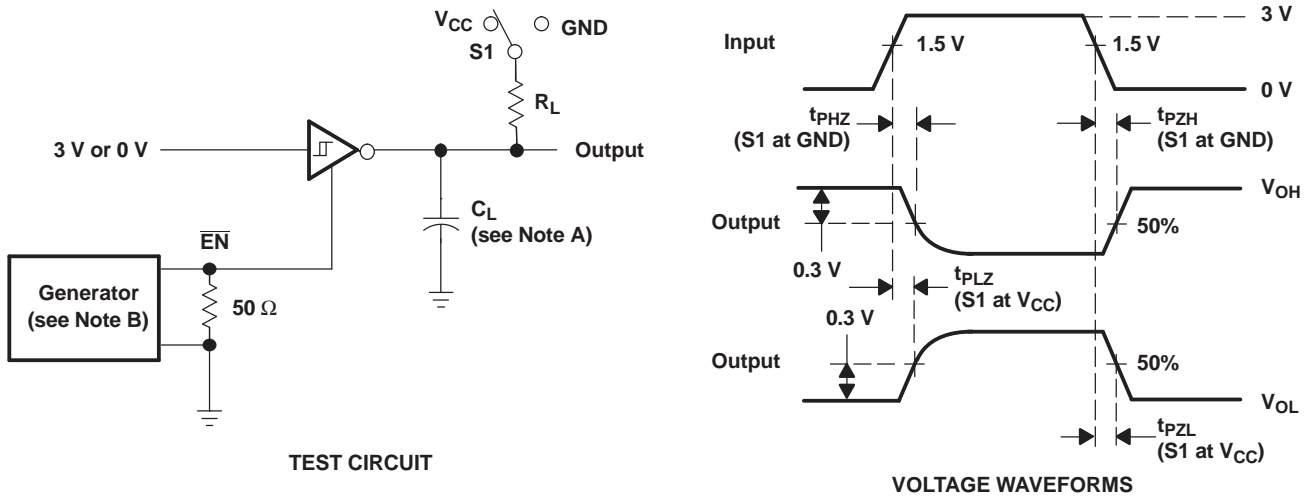 VCC
GND
S1
RL
3 V or 0 V
Output
CL
(see Note A)
EN
Generator
(see Note B)
50 Ω
TEST CIRCUIT
3 V
Input
1.5 V
1.5 V
0 V
tPHZ
(S1 at GND)
tPZH
(S1 at GND)
VOH
Output
50%
0.3 V
tPLZ
(S1 at VCC)
0.3 V
Output
50%
VOL
tPZL
(S1 at VCC)
VOLTAGE WAVEFORMS